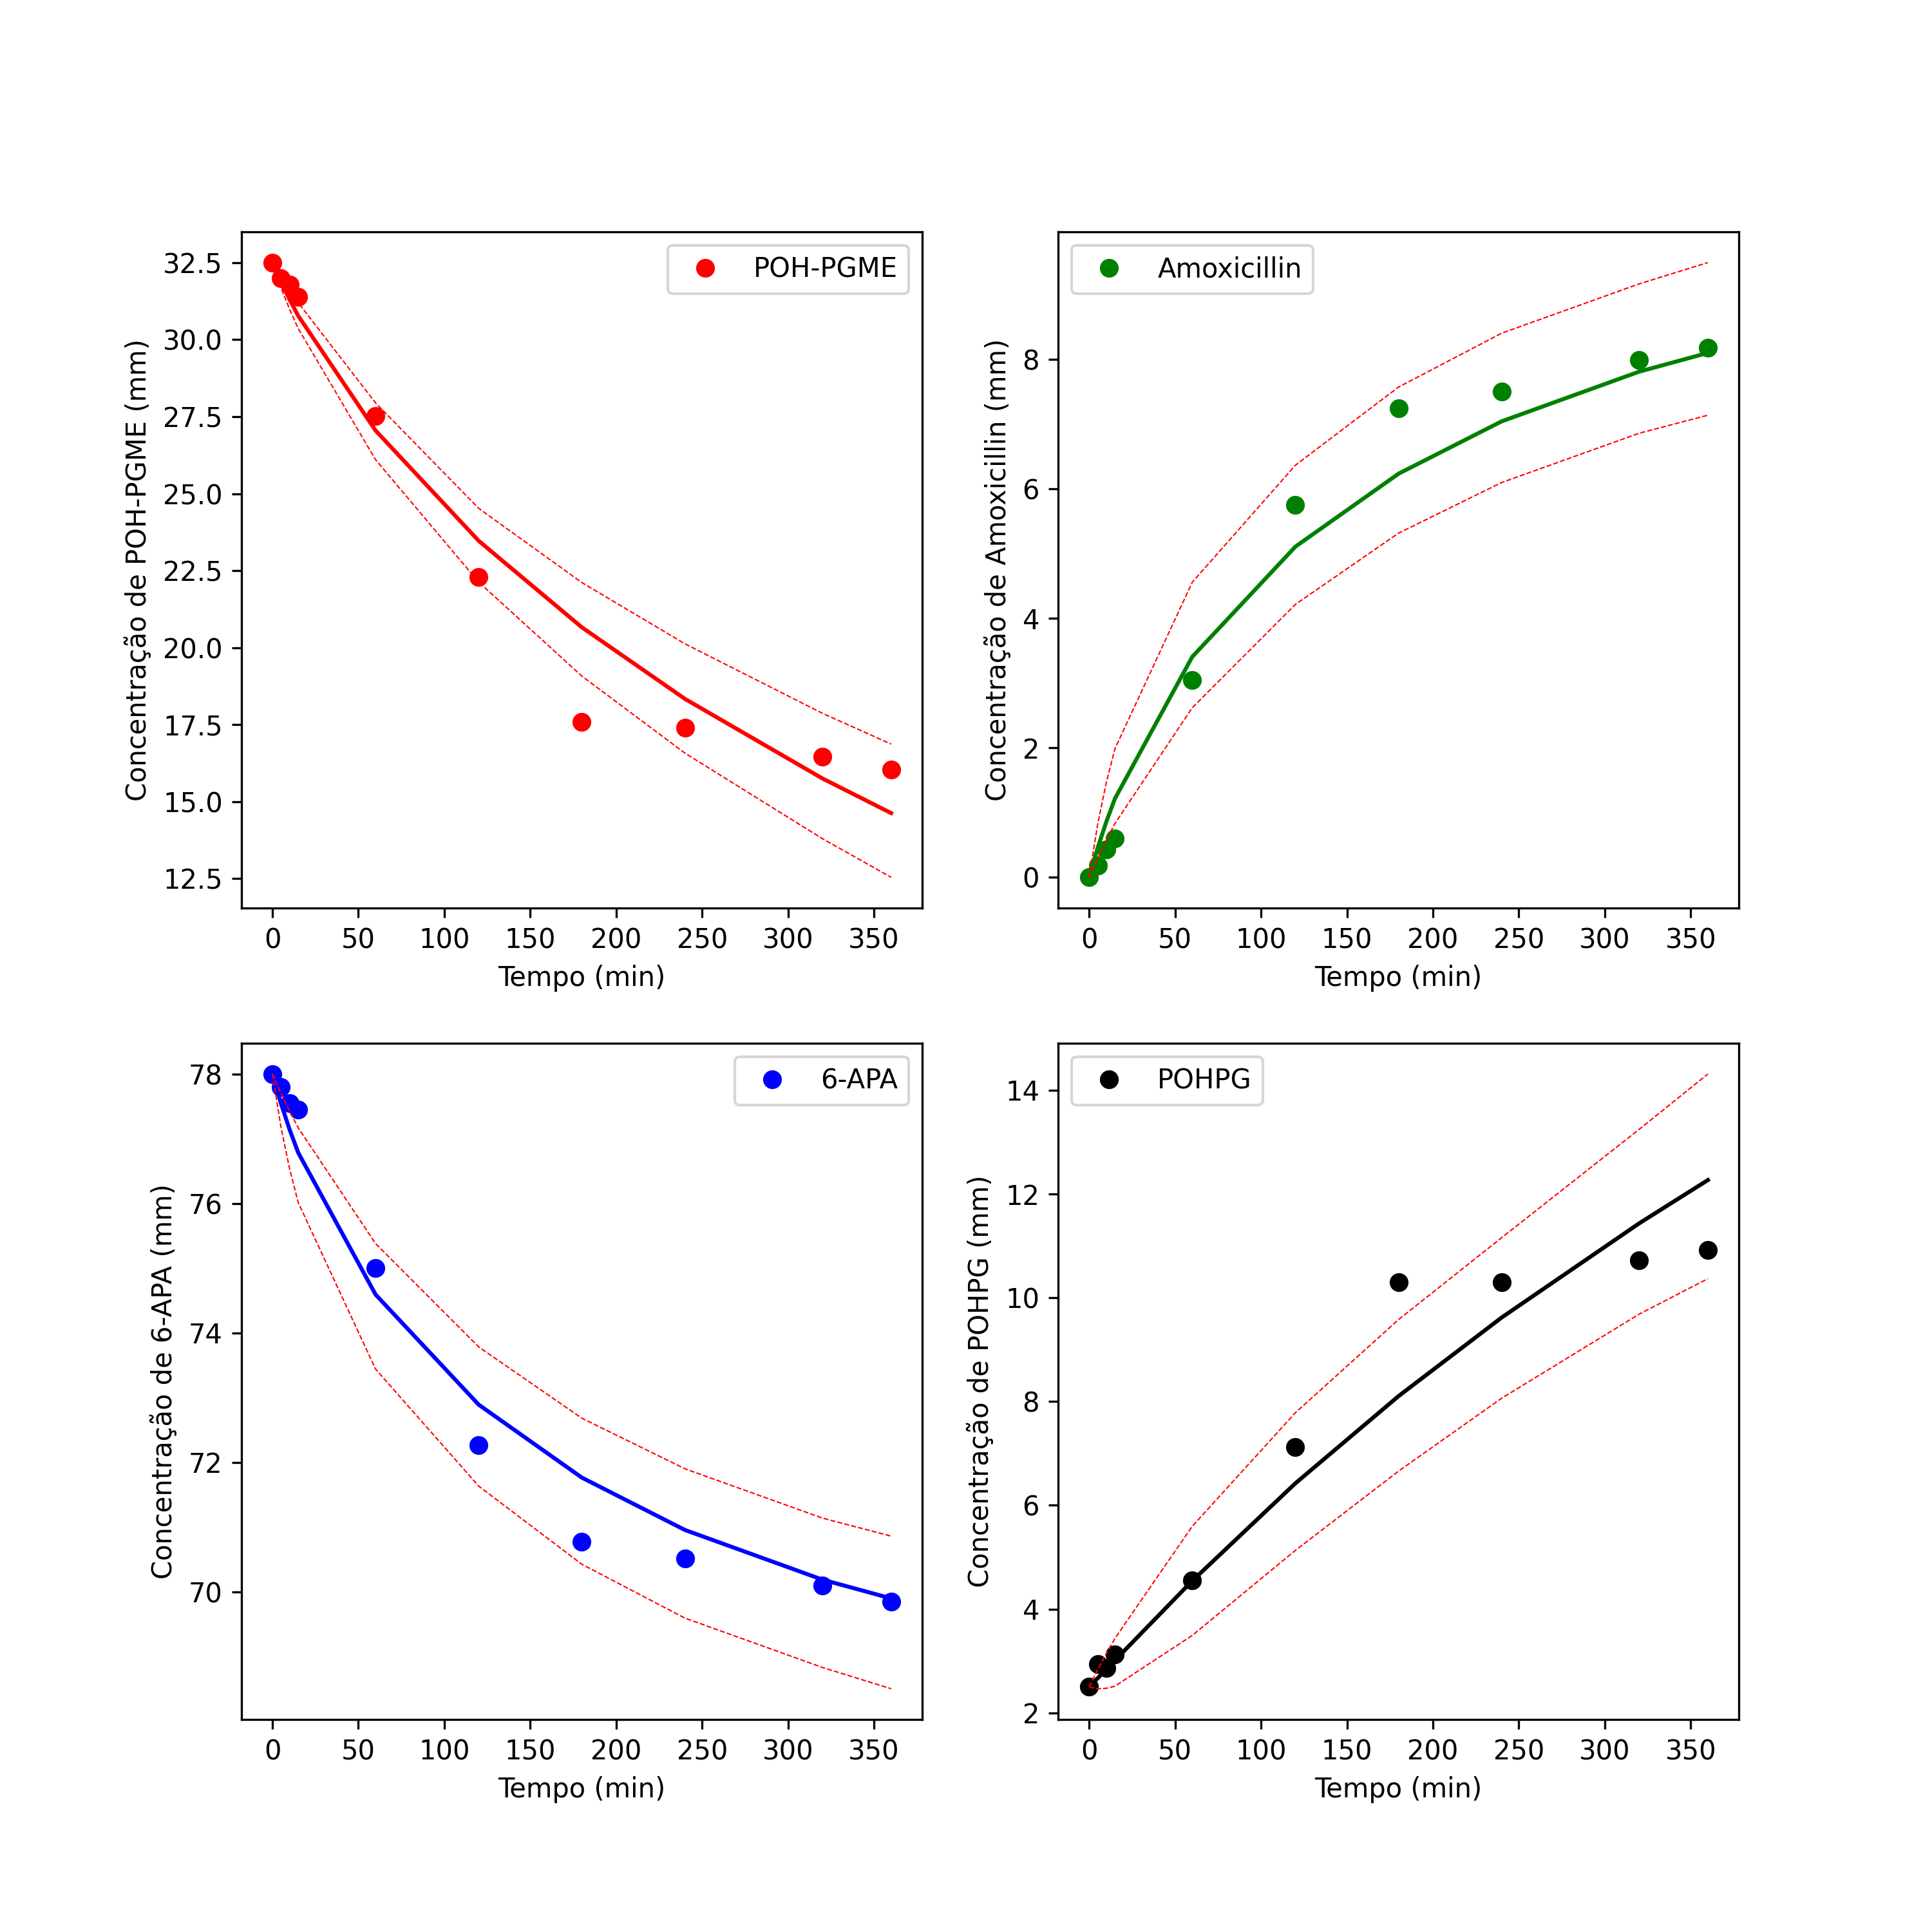 POH-PGME
Concentração de POH-PGME (mm)
32.5
30.0
27.5
25.0
22.5
20.0
17.5
15.0
12.5
0 50 100 150 200 250 300 350
Tempo (min)
Amoxicillin
Concentração de Amoxicillin (mm)
8
6
4
2
0
0 50 100 150 200 250 300 350
Tempo (min)
6-APA
Concentração de 6-APA (mm)
78
76
74
72
70
0 50 100 150 200 250 300 350
Tempo (min)
POHPG
Concentração de POHPG (mm)
14
12
10
8
6
4
2
0 50 100 150 200 250 300 350
Tempo (min)